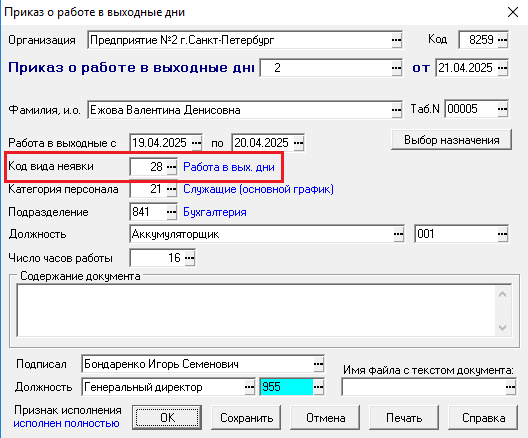 Приказ о работе в выходные дни
Организация Предприятие №2 г.Санкт-Петербург ... Код 8259 ...
Приказ о работе в выходные дні 2 ... от 21.04.2025 ...
Фамилия, и.о. Ежова Валентина Денисовна ... Таб.N 00005 ...
Работа в выходные с 19.04.2025 ... по 20.04.2025 ... Выбор назначения
Код вида неявки 28 ... Работа в вых. дни
Категория персонала 21 ... Служащие (основной график)
Подразделение 841 ... Бухгалтерия
Должность Аккумуляторщик ... 001 ...
Число часов работы 16 ...
Содержание документа
Подписал Бондаренко Игорь Семенович ... Имя Файла с текстом документа:
Должность Генеральный директор ... 955 ... ...
Признак исполнения
исполнен полностью OK Сохранить Отмена Печать Справка